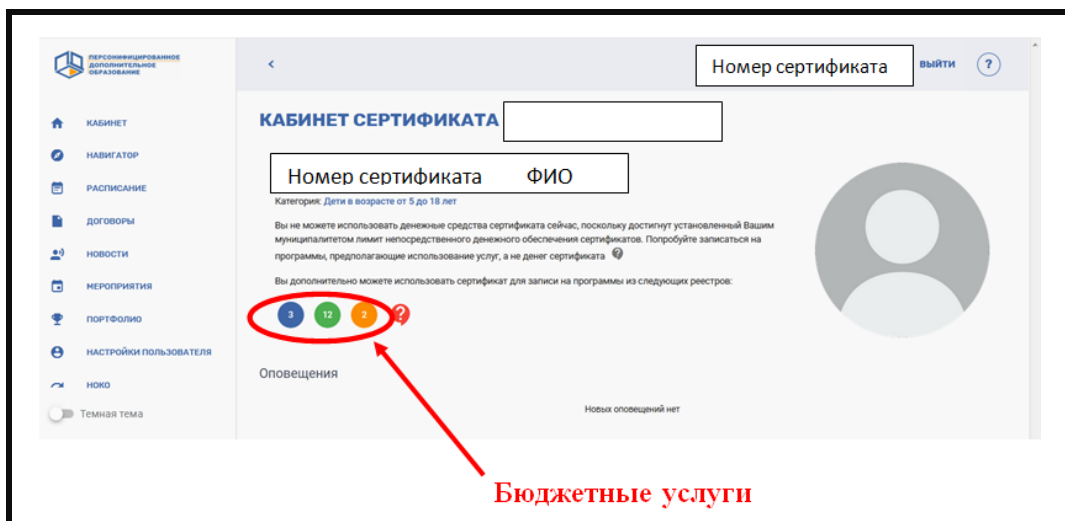 ПЕРСОНИФИЦИРОВАННОЕ
ДОПОЛНИТЕЛЬНОЕ
ОБРАЗОВАНИЕ
Номер сертификата
ВЫЙТИ
?
КАБИНЕТ
НАВИГАТОР
РАСПИСАНИЕ
ДОГОВОРЫ
НОВОСТИ
МЕРОПРИЯТИЯ
ПОРТФОЛИО
НАСТРОЙКИ ПОЛЬЗОВАТЕЛЯ
НОКО
Темная тема
КАБИНЕТ СЕРТИФИКАТА
Номер сертификата ФИО
Категория: Дети в возрасте от 5 до 18 лет
Вы не можете использовать денежные средства сертификата сейчас, поскольку достигнут установленный Вашим
муниципалитетом лимит непосредственного денежного обеспечения сертификатов. Попробуйте записаться на
программы, предполагающие использование услуг, а не денег сертификата ?
Вы дополнительно можете использовать сертификат для записи на программы из следующих реестров:
3 12 2 ?
Оповещения
Новых оповещений нет
Бюджетные услуги